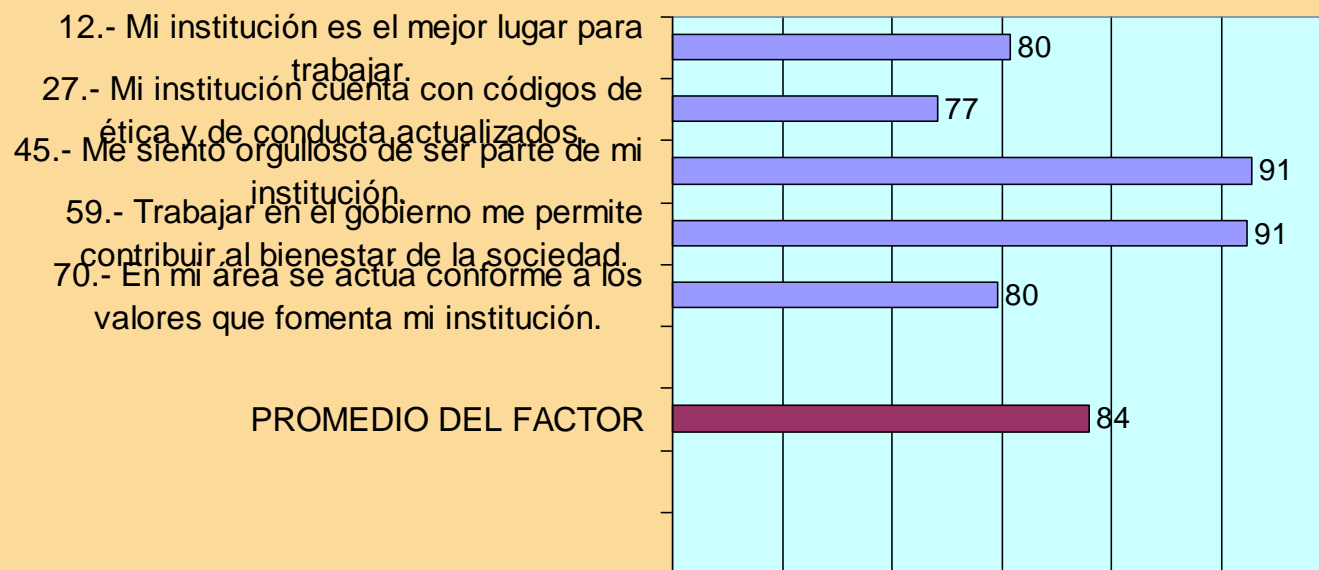 12.- Mi institución es el mejor lugar para
trabajar.
80
27.- Mi institución cuenta con códigos de
ética y de conducta actualizados.
77
45.- Me siento orgulloso de ser parte de mi
institución.
91
59.- Trabajar en el gobierno me permite
contribuir al bienestar de la sociedad.
91
70.- En mi área se actua conforme a los
valores que fomenta mi institución.
80
PROMEDIO DEL FACTOR
84